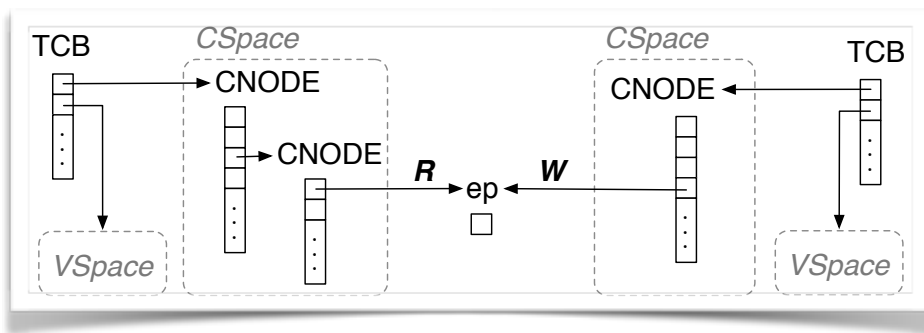 CSpace CSpace
TCB TCB
CNODE CNODE
CNODE
R ep W
VSpace VSpace